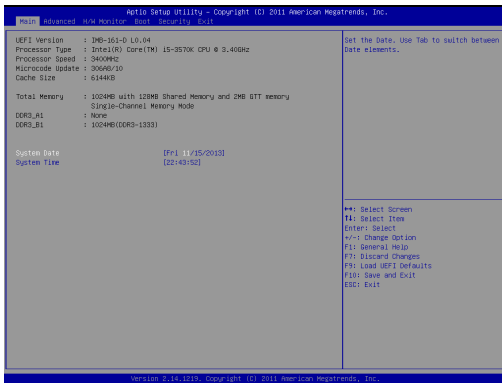 Aptio Setup Utility - Copyright (C) 2011 American Megatrends, Inc.
Main Advanced H/W Monitor Boot Security Exit
UEFI Version : IMB-161-D L0.04
Processor Type : Intel(R) Core(TM) i5-3570K CPU @ 3.40GHz
Processor Speed : 3400MHz
Microcode Update : 306A8/10
Cache Size : 6144KB
Total Memory : 1024MB with 128MB Shared Memory and 2MB GTT memory
Single-Channel Memory Mode
DDR3_A1 : None
DDR3_B1 : 1024MB(DDR3-1333)
System Date [Fri 11/15/2013]
System Time [22:43:52]
Set the Date. Use Tab to switch between
Date elements.
→←: Select Screen
↑↓: Select Item
Enter: Select
+/-: Change Option
F1: General Help
F7: Discard Changes
F9: Load UEFI Defaults
F10: Save and Exit
ESC: Exit
Version 2.14.1219. Copyright (C) 2011 American Megatrends, Inc.